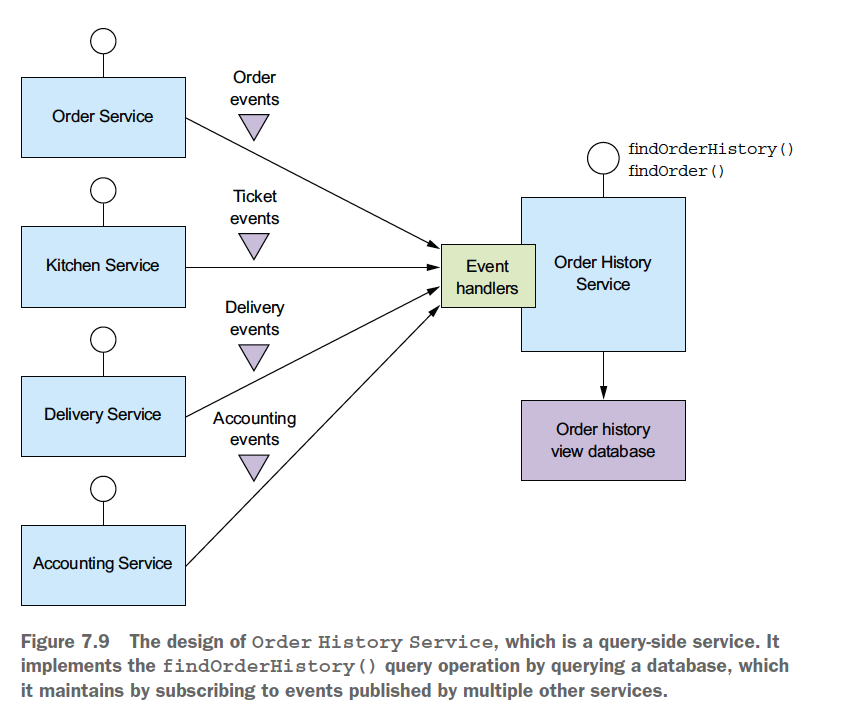 Order
events
Order Service
findOrderHistory()
findOrder()
Ticket
events
Kitchen Service
Event
handlers
Order History
Service
Delivery
events
Delivery Service
Accounting
events
Order history
view database
Accounting Service
Figure 7.9 The design of Order History Service, which is a query-side service. It
implements the findOrderHistory() query operation by querying a database, which
it maintains by subscribing to events published by multiple other services.